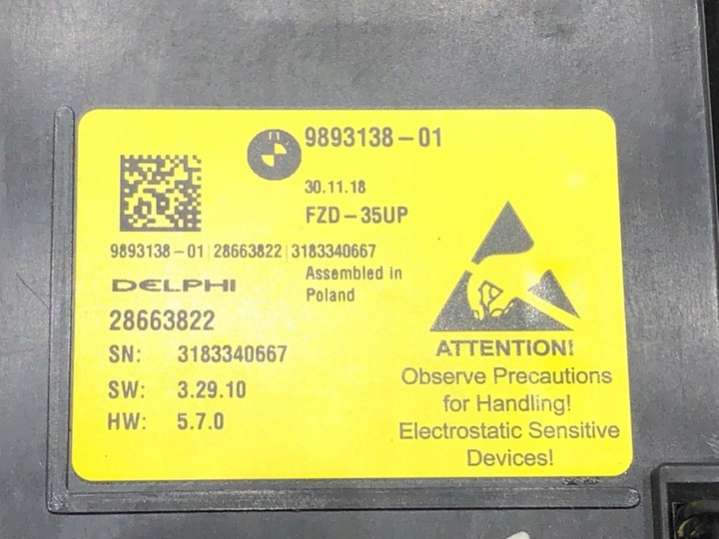 9893138-01
30.11.18
FZD-35UP
9893138-01 | 28663822 | 3183340667
DELPHI
Assembled in
Poland
28663822
SN: 3183340667
SW: 3.29.10
HW: 5.7.0
ATTENTION!
Observe Precautions
for Handling!
Electrostatic Sensitive
Devices!